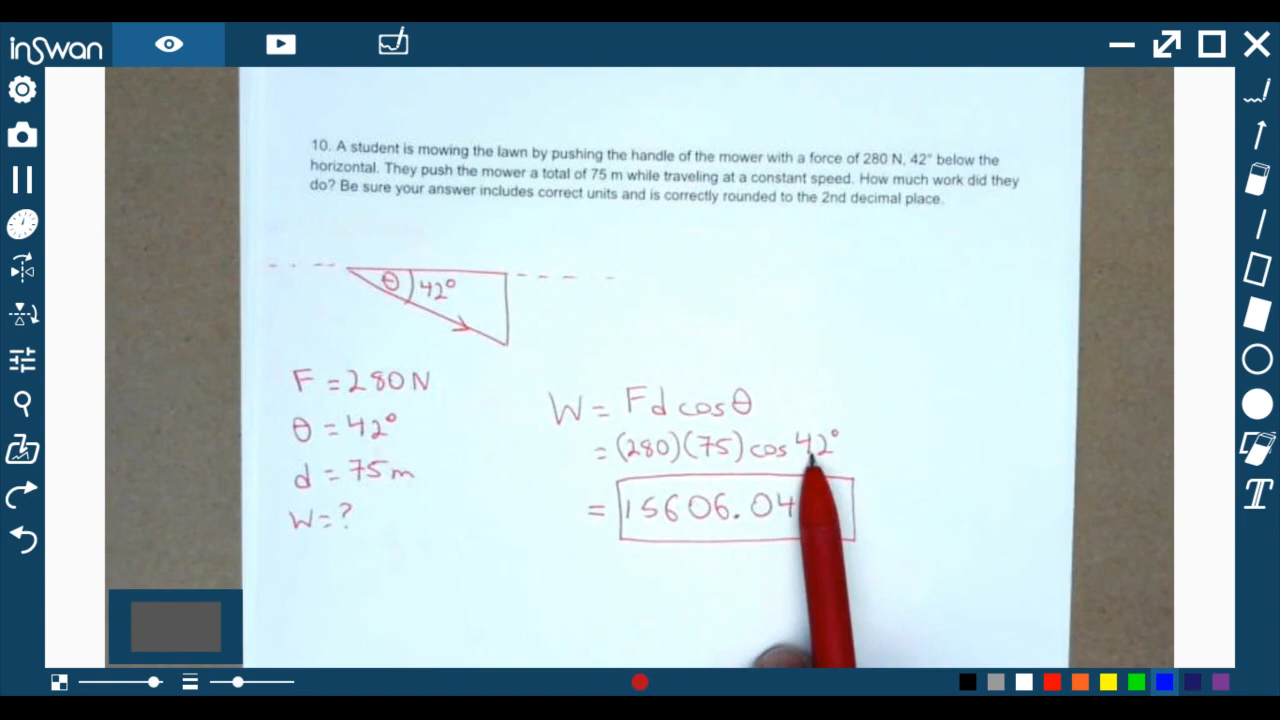 inswan
10. A student is mowing the lawn by pushing the handle of the mower with a force of 280 N, 42° below the
horizontal. They push the mower a total of 75 m while traveling at a constant speed. How much work did they
do? Be sure your answer includes correct units and is correctly rounded to the 2nd decimal place.
θ 42°
F = 280 N
θ = 42°
d = 75 m
W = ?
W = Fd cos θ
= (280)(75) cos 42°
= 15606.04
T